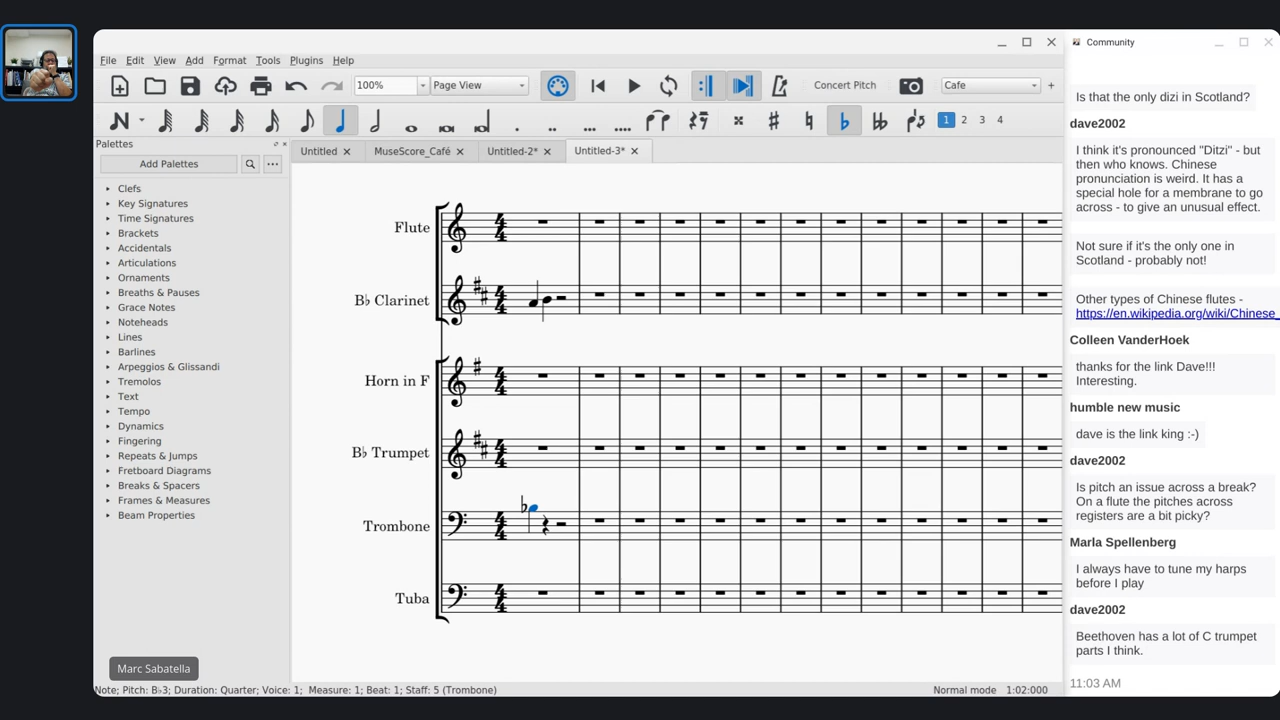 File Edit View Add Format Tools Plugins Help
100% Page View Concert Pitch Cafe +
1 2 3 4
Palettes
Add Palettes
Clefs
Key Signatures
Time Signatures
Brackets
Accidentals
Articulations
Ornaments
Breaths & Pauses
Grace Notes
Noteheads
Lines
Barlines
Arpeggios & Glissandi
Tremolos
Text
Tempo
Dynamics
Fingering
Repeats & Jumps
Fretboard Diagrams
Breaks & Spacers
Frames & Measures
Beam Properties
Marc Sabatella
Untitled MuseScore_Café Untitled-2* Untitled-3*
Flute
B♭ Clarinet
Horn in F
B♭ Trumpet
Trombone
Tuba
Note; Pitch: B♭3; Duration: Quarter; Voice: 1; Measure: 1; Beat: 1; Staff: 5 (Trombone)
Normal mode 1:02:000
Community
Is that the only dizi in Scotland?
dave2002
I think it's pronounced "Ditzi" - but
then who knows. Chinese
pronunciation is weird. It has a
special hole for a membrane to go
across - to give an unusual effect.
Not sure if it's the only one in
Scotland - probably not!
Other types of Chinese flutes -
https://en.wikipedia.org/wiki/Chinese_
Colleen VanderHoek
thanks for the link Dave!!!
Interesting.
humble new music
dave is the link king :-)
dave2002
Is pitch an issue across a break?
On a flute the pitches across
registers are a bit picky?
Marla Spellenberg
I always have to tune my harps
before I play
dave2002
Beethoven has a lot of C trumpet
parts I think.
11:03 AM